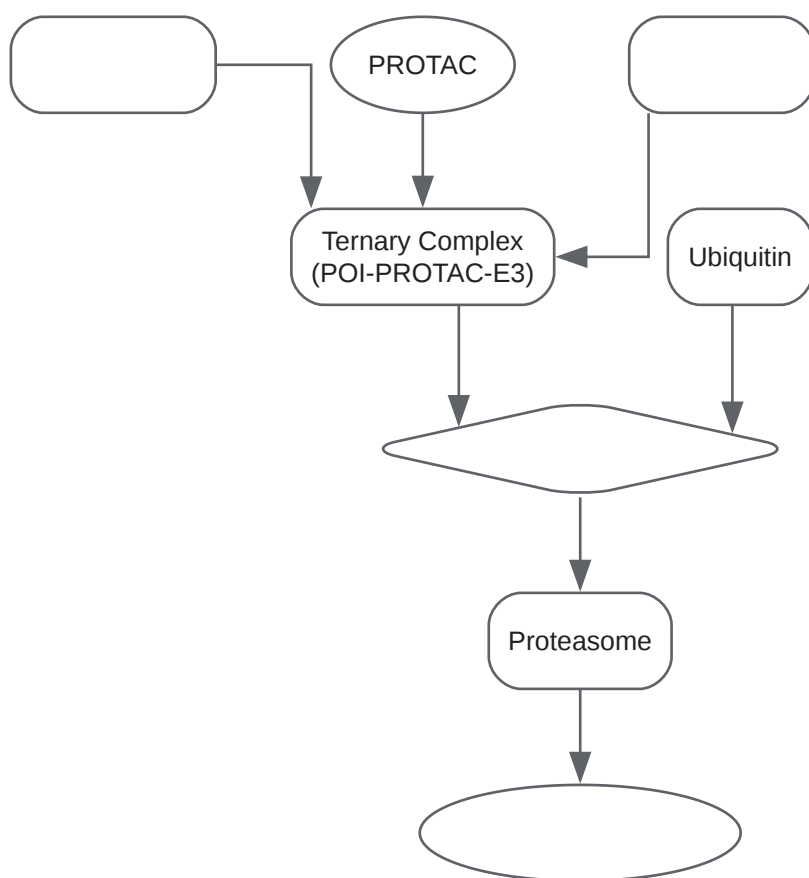 PROTAC
Ternary Complex
(POI-PROTAC-E3)
Ubiquitin
Proteasome